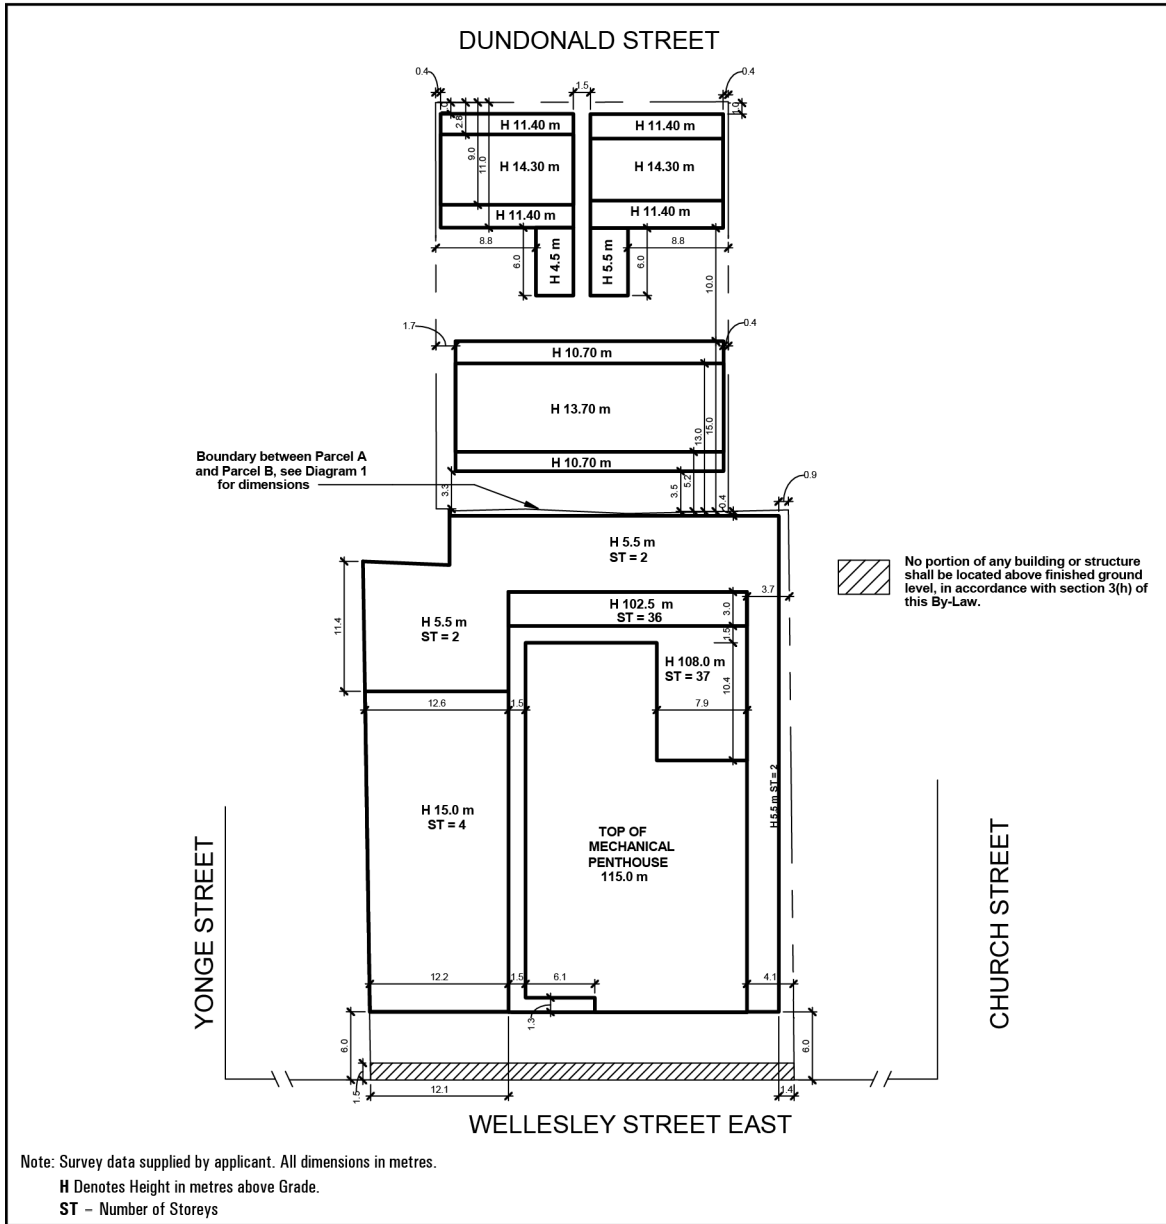 DUNDONALD STREET
0.4
1.5
0.4
1.0
2.8
9.0
11.0
1.0
H 11.40 m
H 11.40 m
H 14.30 m
H 14.30 m
H 11.40 m
H 11.40 m
8.8
6.0
H 4.5 m
H 5.5 m
6.0
8.8
10.0
1.7
0.4
H 10.70 m
H 13.70 m
13.0
15.0
H 10.70 m
Boundary between Parcel A
and Parcel B, see Diagram 1
for dimensions
3.3
3.5
5.2
0.4
0.9
H 5.5 m
ST = 2
No portion of any building or structure
shall be located above finished ground
level, in accordance with section 3(h) of
this By-Law.
3.7
H 102.5 m
ST = 36
3.0
11.4
H 5.5 m
ST = 2
1.5
H 108.0 m
ST = 37
10.4
12.6
1.5
7.9
H 5.5 m ST = 2
H 15.0 m
ST = 4
TOP OF
MECHANICAL
PENTHOUSE
115.0 m
YONGE STREET
CHURCH STREET
12.2
1.5
6.1
4.1
1.3
6.0
6.0
1.5
12.1
1.4
WELLESLEY STREET EAST
Note: Survey data supplied by applicant. All dimensions in metres.
H Denotes Height in metres above Grade.
ST – Number of Storeys